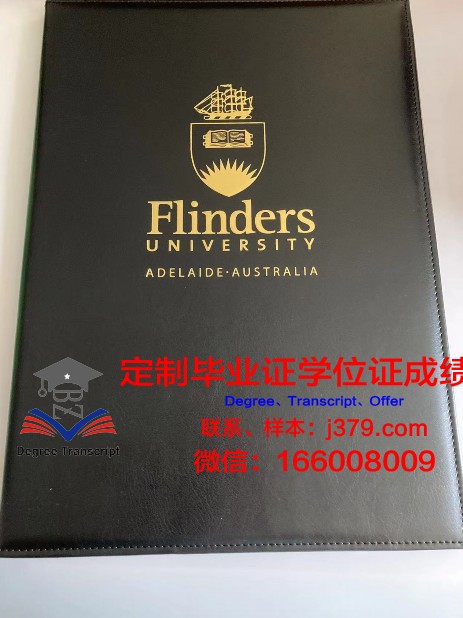 Flinders
UNIVERSITY
ADELAIDE·AUSTRALIA
定制毕业证学位证成绩
Degree、Transcript、Offer
联系、样本：j379.com
微信：166008009
BZ
Degree Transcript